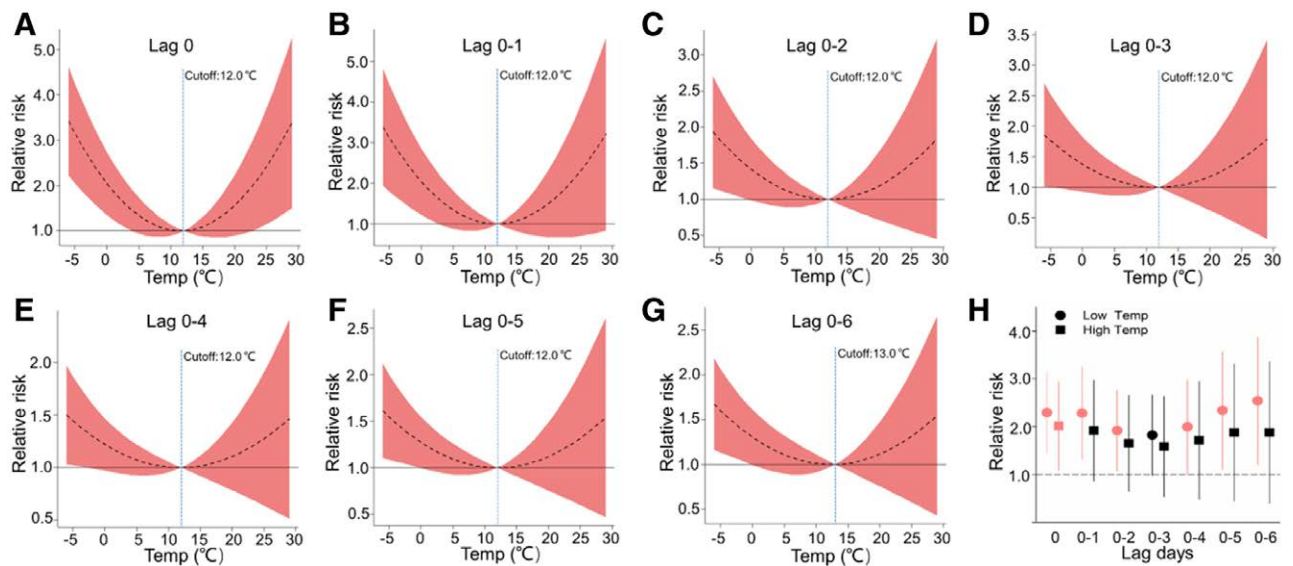 A
Lag 0
Cutoff:12.0 ℃
Relative risk
5.0
4.0
3.0
2.0
1.0
-5 0 5 10 15 20 25 30
Temp (℃)
B
Lag 0-1
Cutoff:12.0 ℃
Relative risk
5.0
4.0
3.0
2.0
1.0
-5 0 5 10 15 20 25 30
Temp (℃)
C
Lag 0-2
Cutoff:12.0 ℃
Relative risk
3.0
2.5
2.0
1.5
1.0
0.5
-5 0 5 10 15 20 25 30
Temp (℃)
D
Lag 0-3
Cutoff:12.0 ℃
Relative risk
3.5
3.0
2.5
2.0
1.5
1.0
0.5
-5 0 5 10 15 20 25 30
Temp (℃)
E
Lag 0-4
Cutoff:12.0 ℃
Relative risk
2.0
1.5
1.0
0.5
-5 0 5 10 15 20 25 30
Temp (℃)
F
Lag 0-5
Cutoff:12.0 ℃
Relative risk
2.5
2.0
1.5
1.0
0.5
-5 0 5 10 15 20 25 30
Temp (℃)
G
Lag 0-6
Cutoff:13.0 ℃
Relative risk
2.5
2.0
1.5
1.0
0.5
-5 0 5 10 15 20 25 30
Temp (℃)
H
Low Temp
High Temp
Relative risk
4.0
3.0
2.0
1.0
0 0-1 0-2 0-3 0-4 0-5 0-6
Lag days